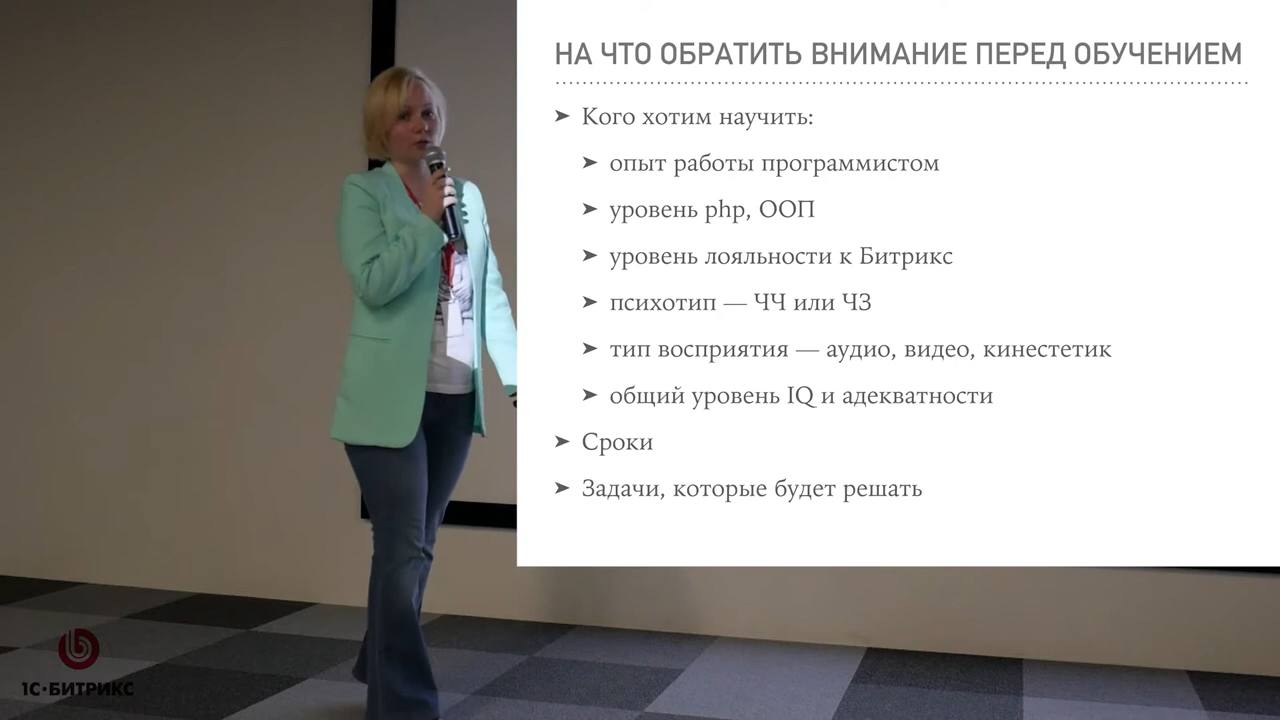 НА ЧТО ОБРАТИТЬ ВНИМАНИЕ ПЕРЕД ОБУЧЕНИЕМ
➤ Кого хотим научить:
➤ опыт работы программистом
➤ уровень php, ООП
➤ уровень лояльности к Битрикс
➤ психотип — ЧЧ или ЧЗ
➤ тип восприятия — аудио, видео, кинестетик
➤ общий уровень IQ и адекватности
➤ Сроки
➤ Задачи, которые будет решать
1С·БИТРИКС